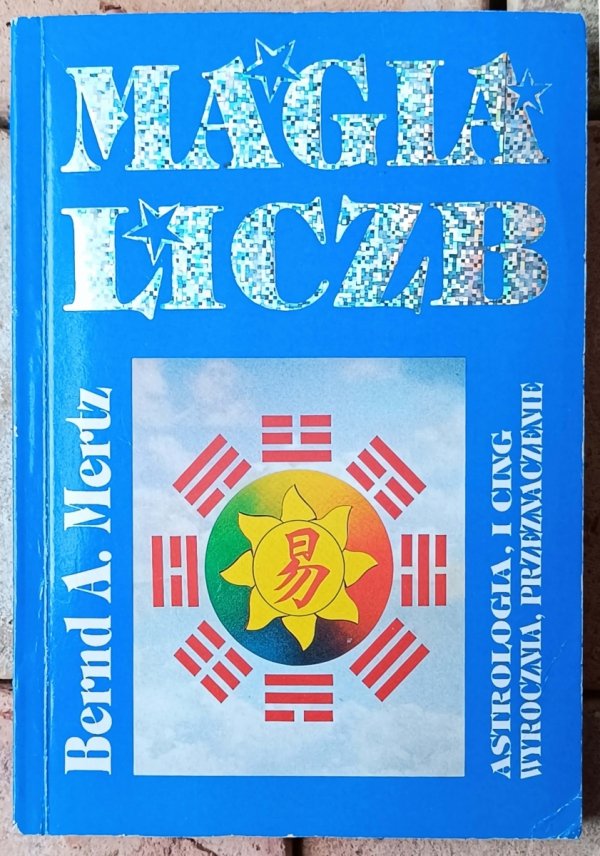 MAGIA
LICZB
Bernd A. Mertz
易
ASTROLOGIA, I CING
WYROCZNIA, PRZEZNACZENIE